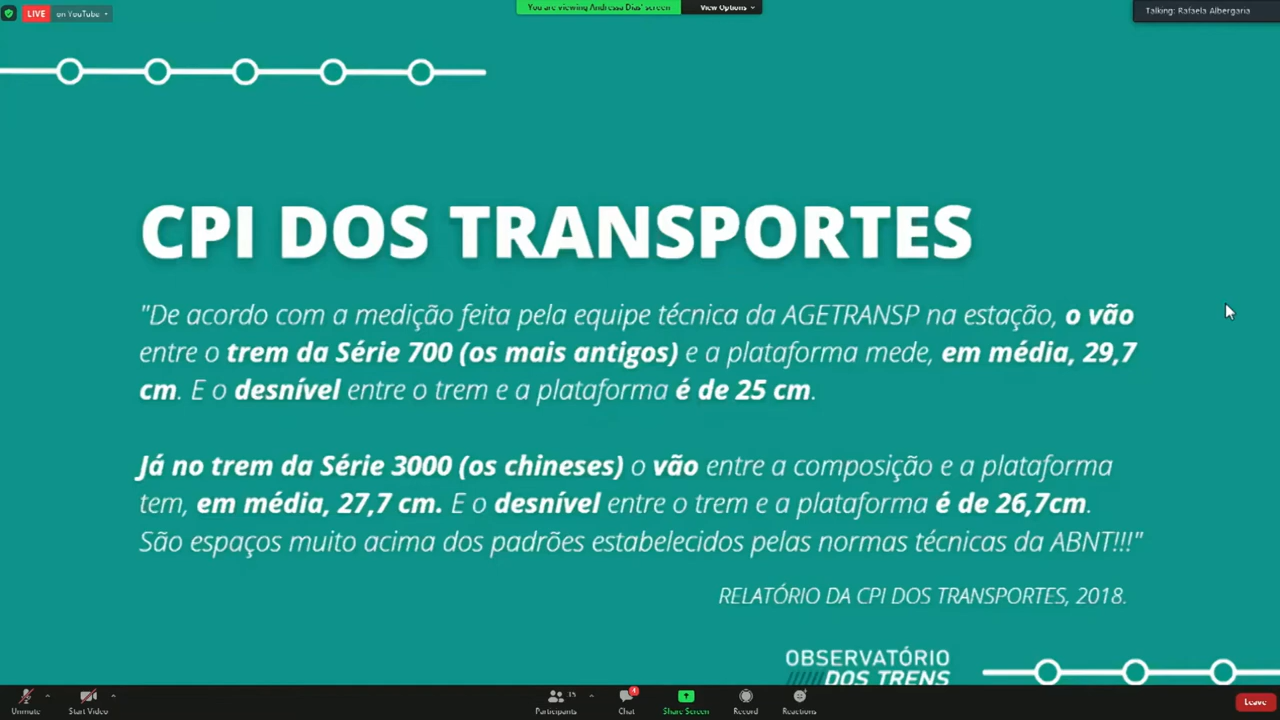 LIVE on YouTube
You are viewing Andressa Dias' screen
View Options
Talking: Rafaela Albergaria
CPI DOS TRANSPORTES
"De acordo com a medição feita pela equipe técnica da AGETRANSP na estação, o vão
entre o trem da Série 700 (os mais antigos) e a plataforma mede, em média, 29,7
cm. E o desnível entre o trem e a plataforma é de 25 cm.
Já no trem da Série 3000 (os chineses) o vão entre a composição e a plataforma
tem, em média, 27,7 cm. E o desnível entre o trem e a plataforma é de 26,7cm.
São espaços muito acima dos padrões estabelecidos pelas normas técnicas da ABNT!!!"
RELATÓRIO DA CPI DOS TRANSPORTES, 2018.
OBSERVATÓRIO
DOS TRENS
Unmute
Start Video
Participants
Chat
Share Screen
Record
Reactions
Leave